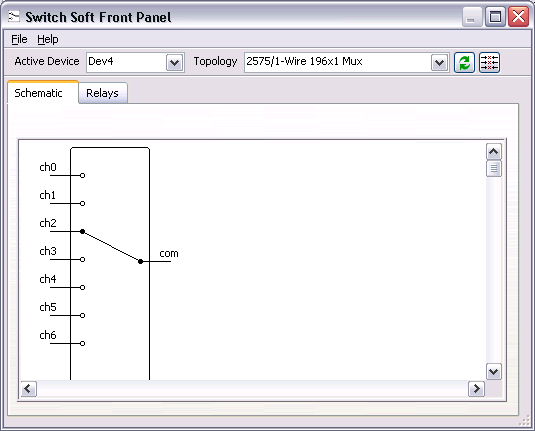 Switch Soft Front Panel
File Help
Active Device Dev4 Topology 2575/1-Wire 196x1 Mux
Schematic Relays
ch0
ch1
ch2
ch3
com
ch4
ch5
ch6